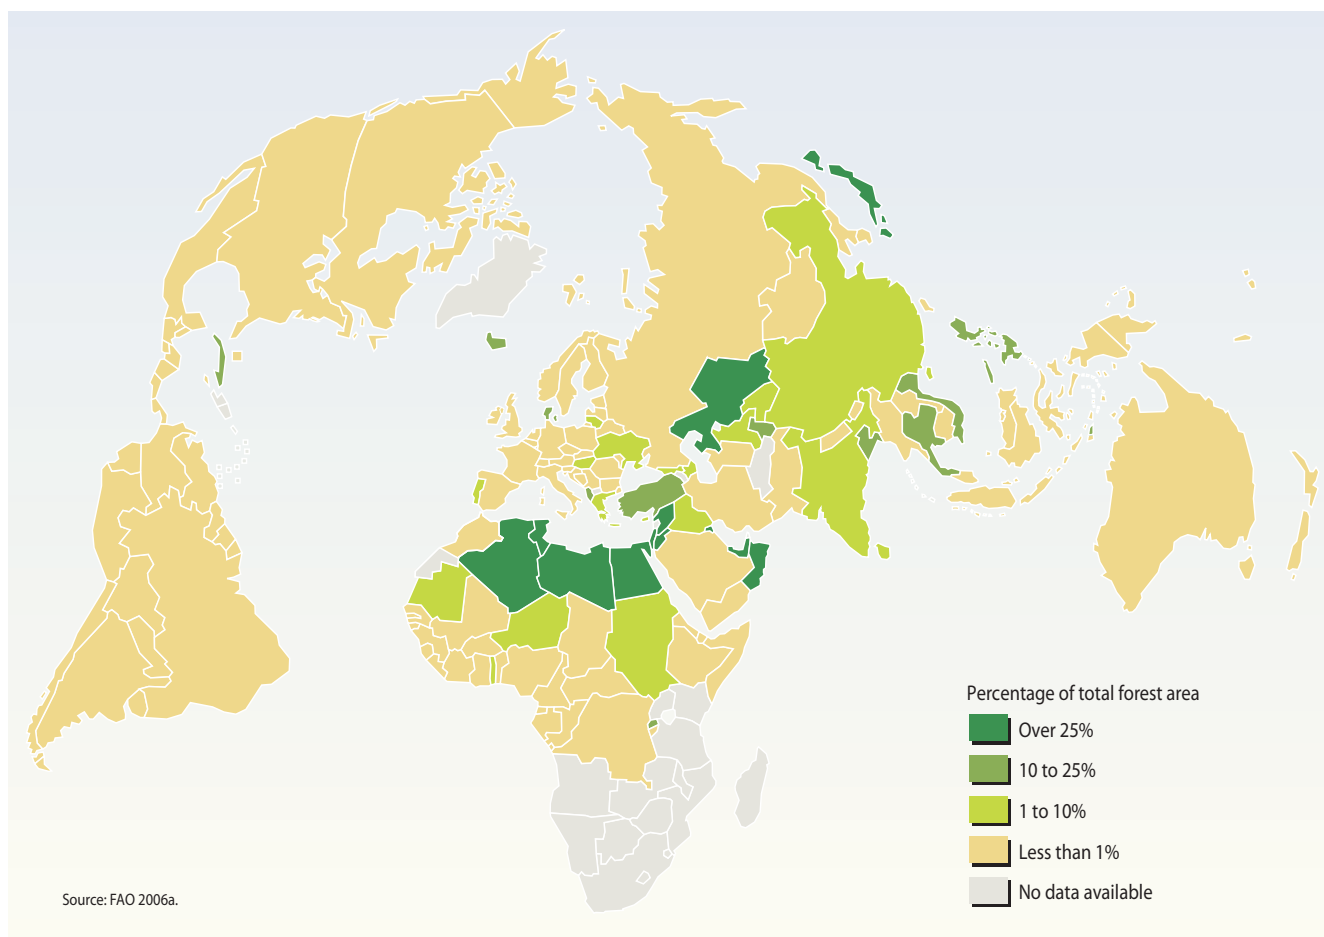 Percentage of total forest area
Over 25%
10 to 25%
1 to 10%
Less than 1%
No data available
Source: FAO 2006a.